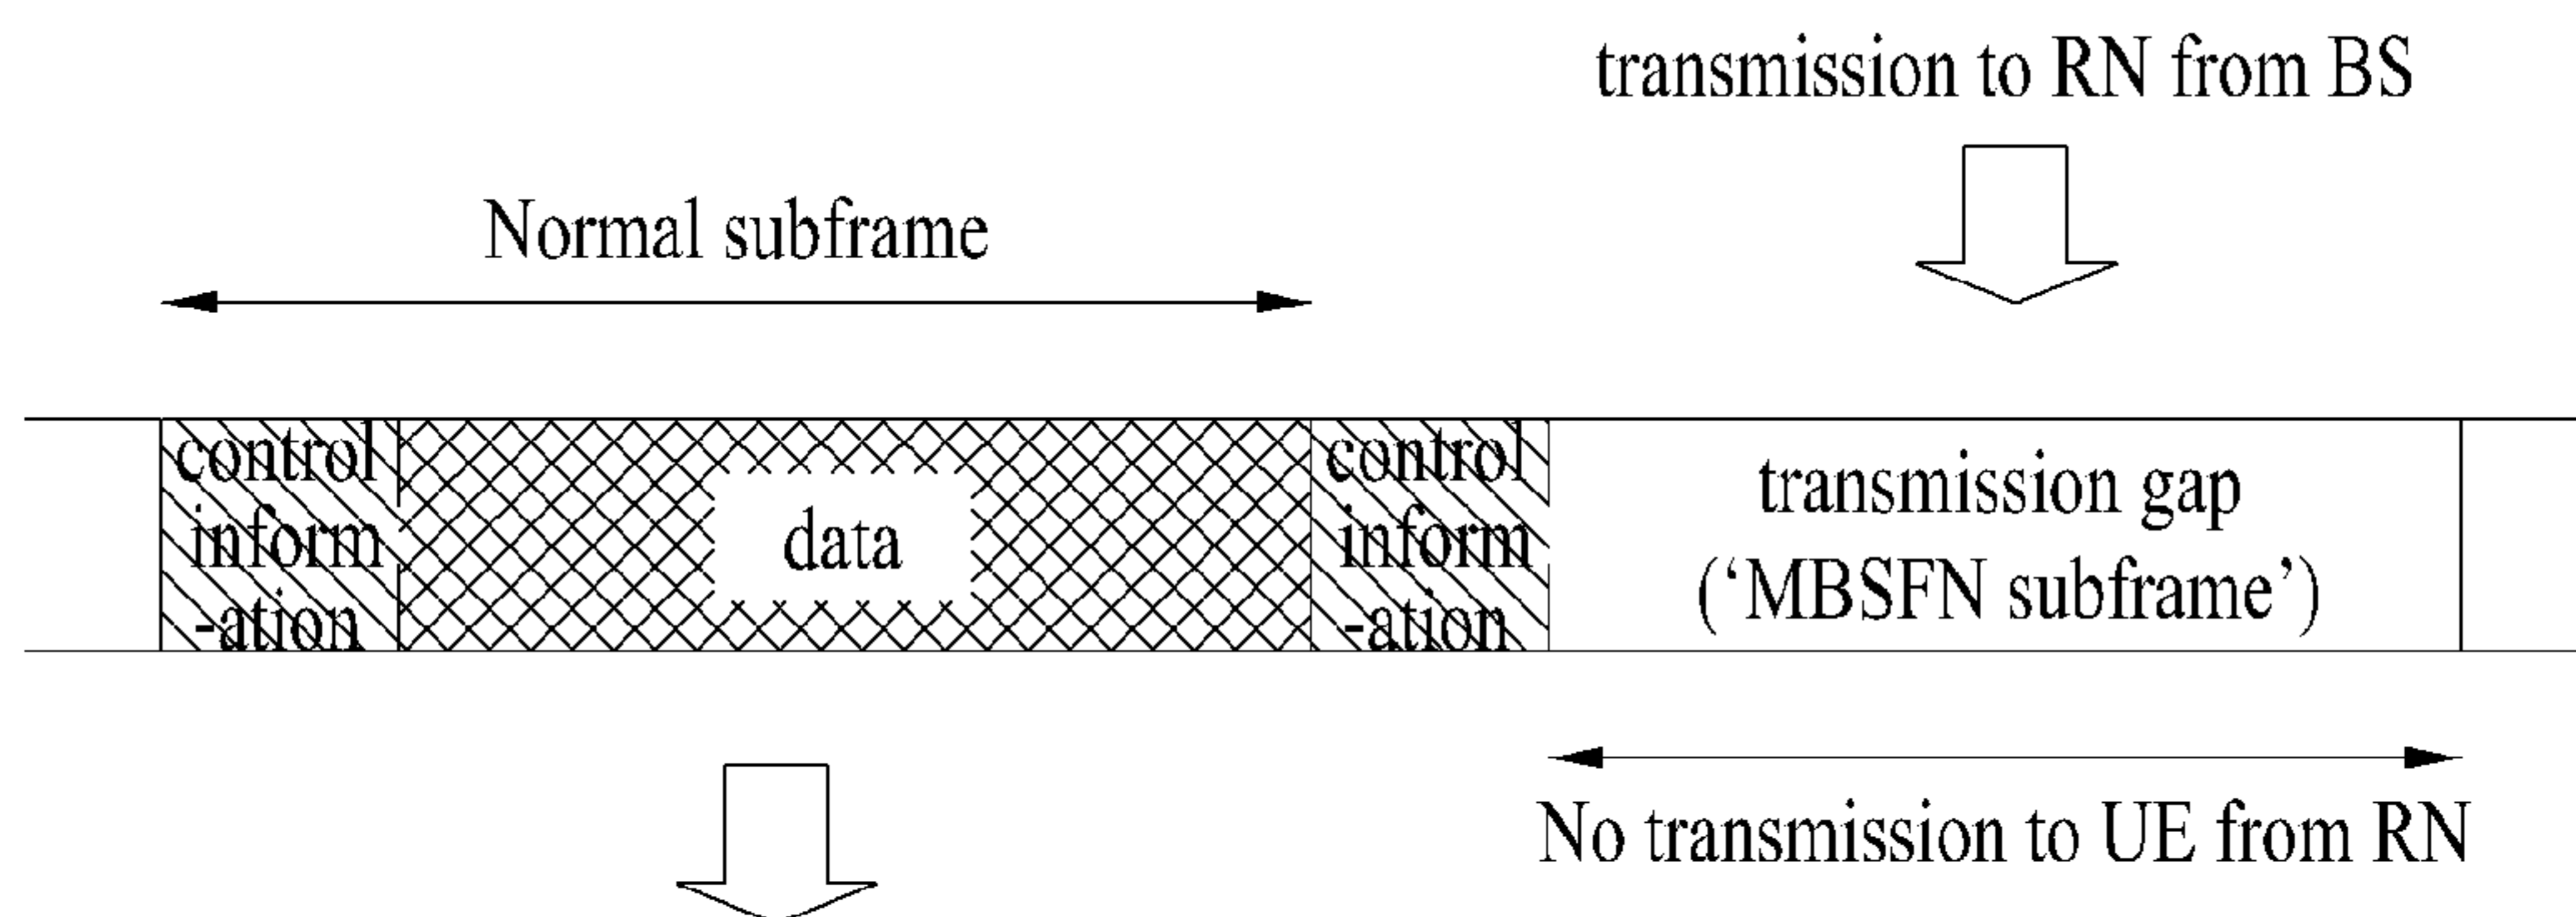 transmission to RN from BS
Normal subframe
control
inform
-ation
data
control
inform
-ation
transmission gap
(‘MBSFN subframe’)
No transmission to UE from RN